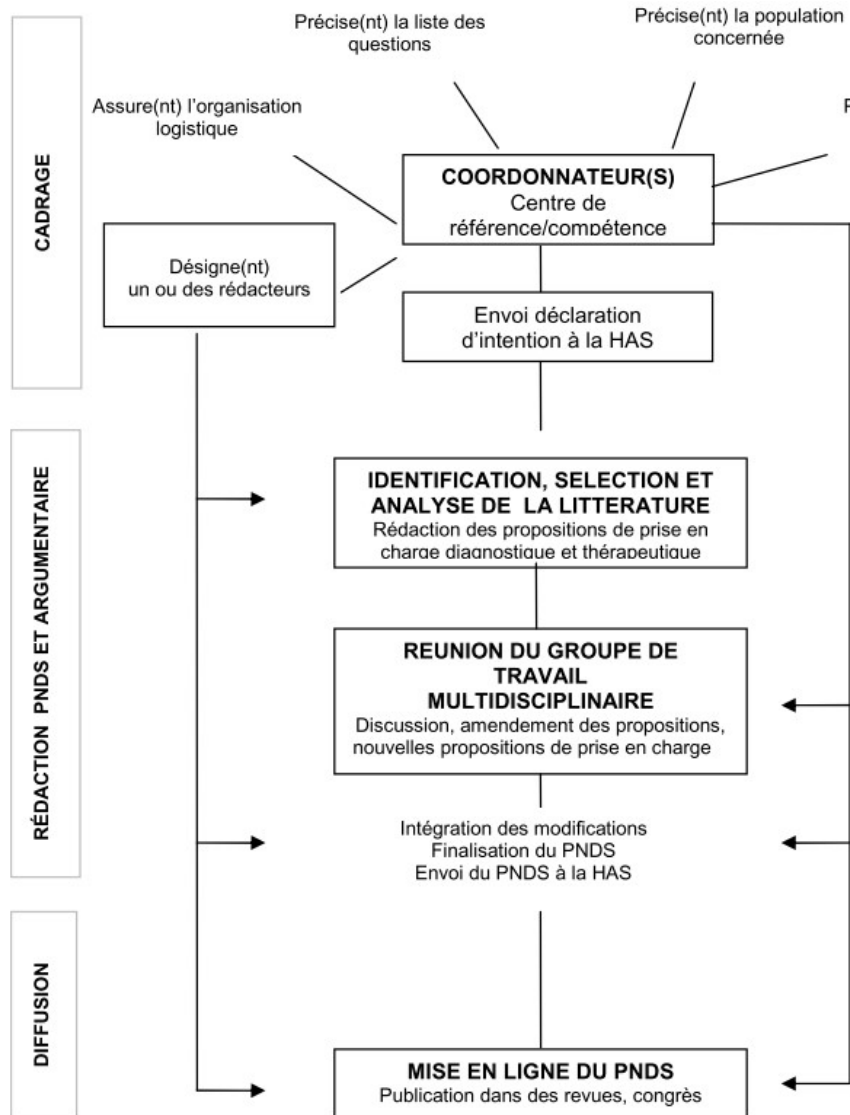 Précise(nt) la liste des
questions
Précise(nt) la population
concernée
Assure(nt) l'organisation
logistique
CADRAGE
COORDONNATEUR(S)
Centre de
référence/compétence
Désigne(nt)
un ou des rédacteurs
Envoi déclaration
d'intention à la HAS
RÉDACTION PNDS ET ARGUMENTAIRE
IDENTIFICATION, SELECTION ET
ANALYSE DE LA LITTERATURE
Rédaction des propositions de prise en
charge diagnostique et thérapeutique
REUNION DU GROUPE DE
TRAVAIL
MULTIDISCIPLINAIRE
Discussion, amendement des propositions,
nouvelles propositions de prise en charge
Intégration des modifications
Finalisation du PNDS
Envoi du PNDS à la HAS
DIFFUSION
MISE EN LIGNE DU PNDS
Publication dans des revues, congrès